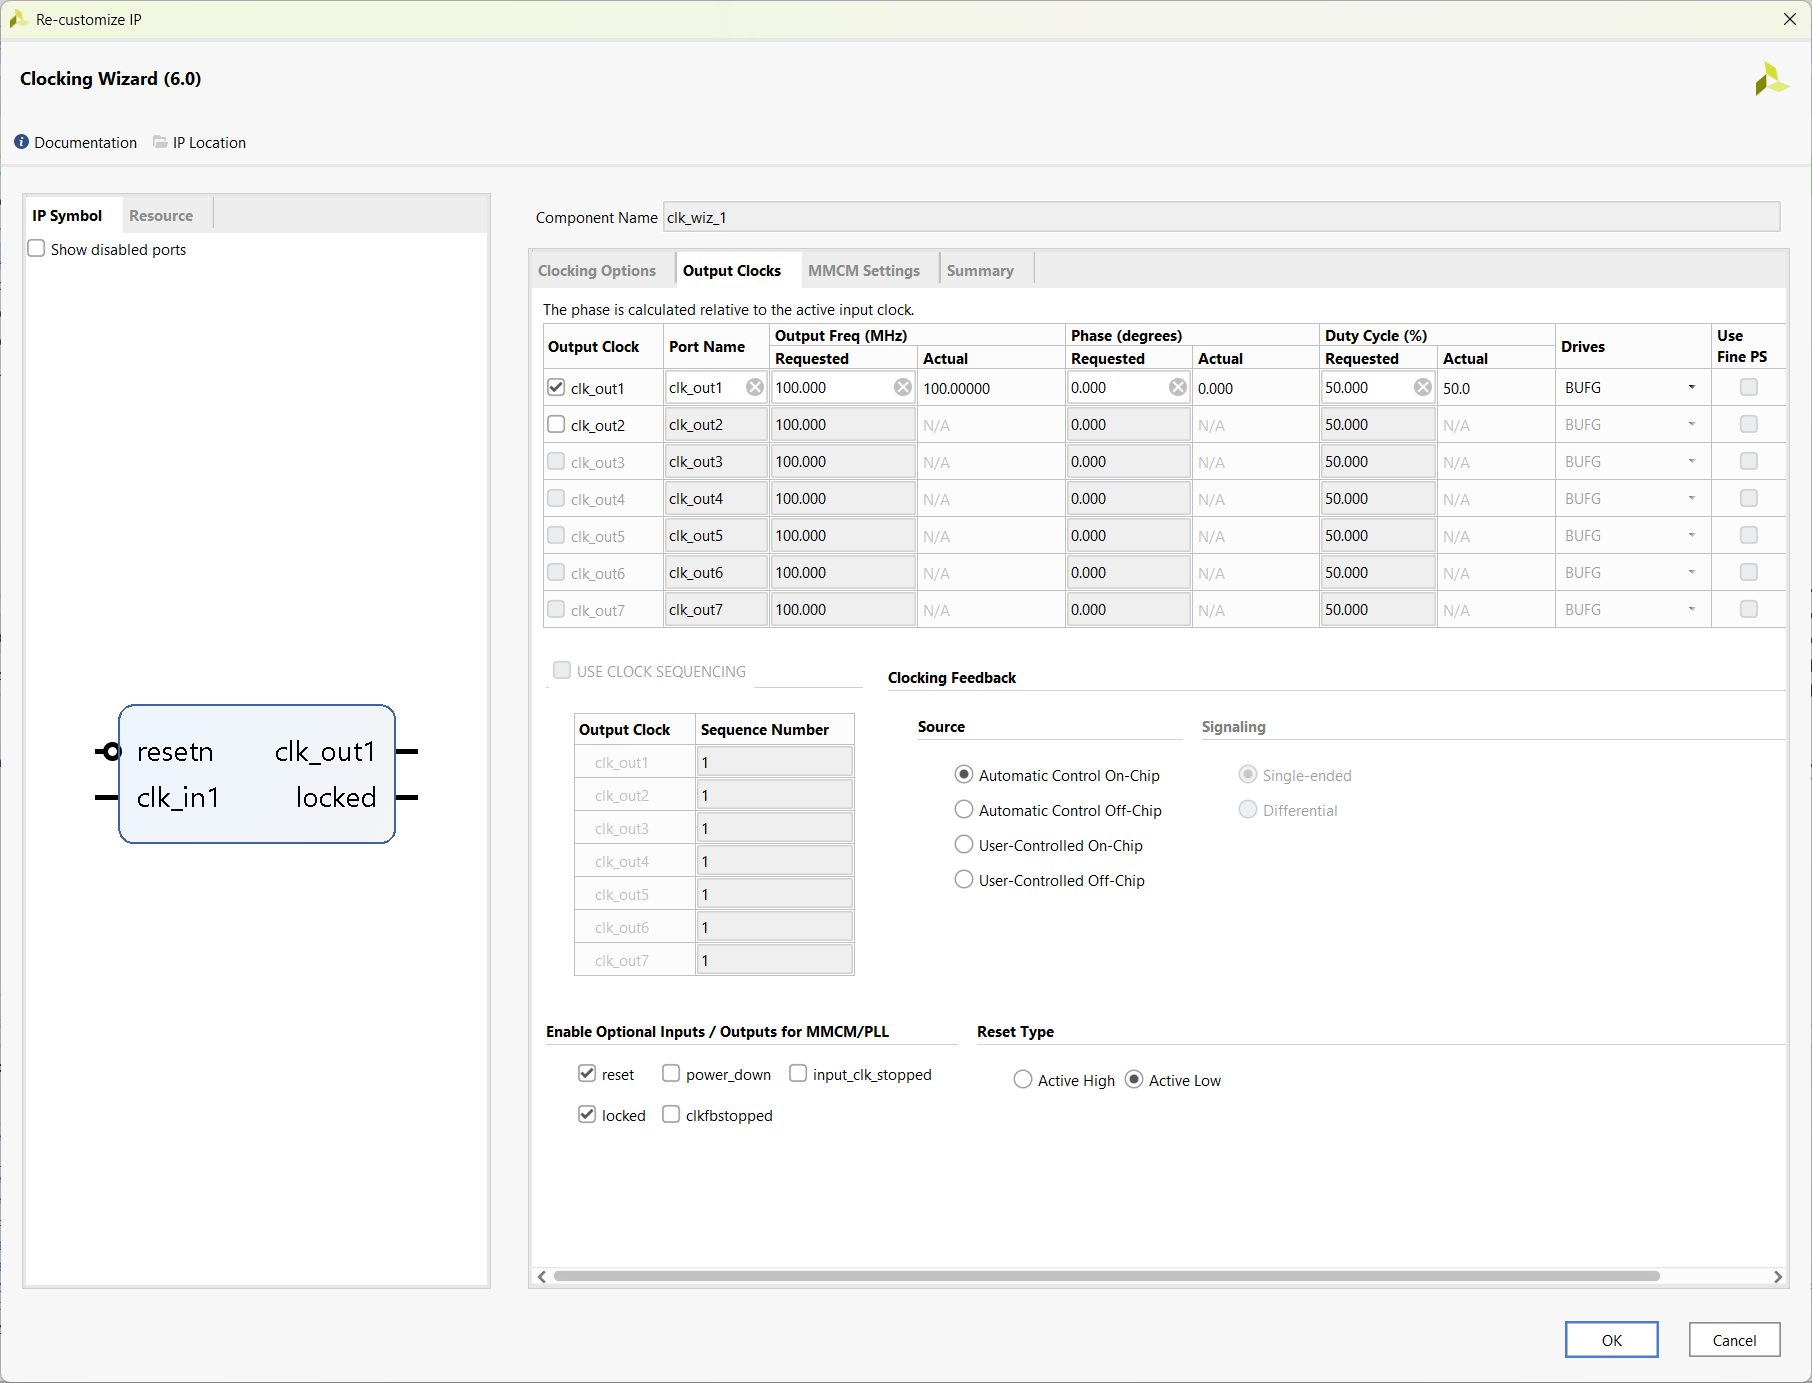 Re-customize IP
Clocking Wizard (6.0)
Documentation IP Location
IP Symbol Resource
Show disabled ports
resetn clk_out1
clk_in1 locked
Component Name clk_wiz_1
Clocking Options Output Clocks MMCM Settings Summary
The phase is calculated relative to the active input clock.
Output Clock Port Name Output Freq (MHz) Phase (degrees) Duty Cycle (%) Drives Use Fine PS
Requested Actual Requested Actual Requested Actual
clk_out1 clk_out1 100.000 100.00000 0.000 0.000 50.000 50.0 BUFG
clk_out2 clk_out2 100.000 N/A 0.000 N/A 50.000 N/A BUFG
clk_out3 clk_out3 100.000 N/A 0.000 N/A 50.000 N/A BUFG
clk_out4 clk_out4 100.000 N/A 0.000 N/A 50.000 N/A BUFG
clk_out5 clk_out5 100.000 N/A 0.000 N/A 50.000 N/A BUFG
clk_out6 clk_out6 100.000 N/A 0.000 N/A 50.000 N/A BUFG
clk_out7 clk_out7 100.000 N/A 0.000 N/A 50.000 N/A BUFG
USE CLOCK SEQUENCING
Output Clock Sequence Number
clk_out1 1
clk_out2 1
clk_out3 1
clk_out4 1
clk_out5 1
clk_out6 1
clk_out7 1
Clocking Feedback
Source Signaling
Automatic Control On-Chip Single-ended
Automatic Control Off-Chip Differential
User-Controlled On-Chip
User-Controlled Off-Chip
Enable Optional Inputs / Outputs for MMCM/PLL
reset power_down input_clk_stopped
locked clkfbstopped
Reset Type
Active High Active Low
OK Cancel